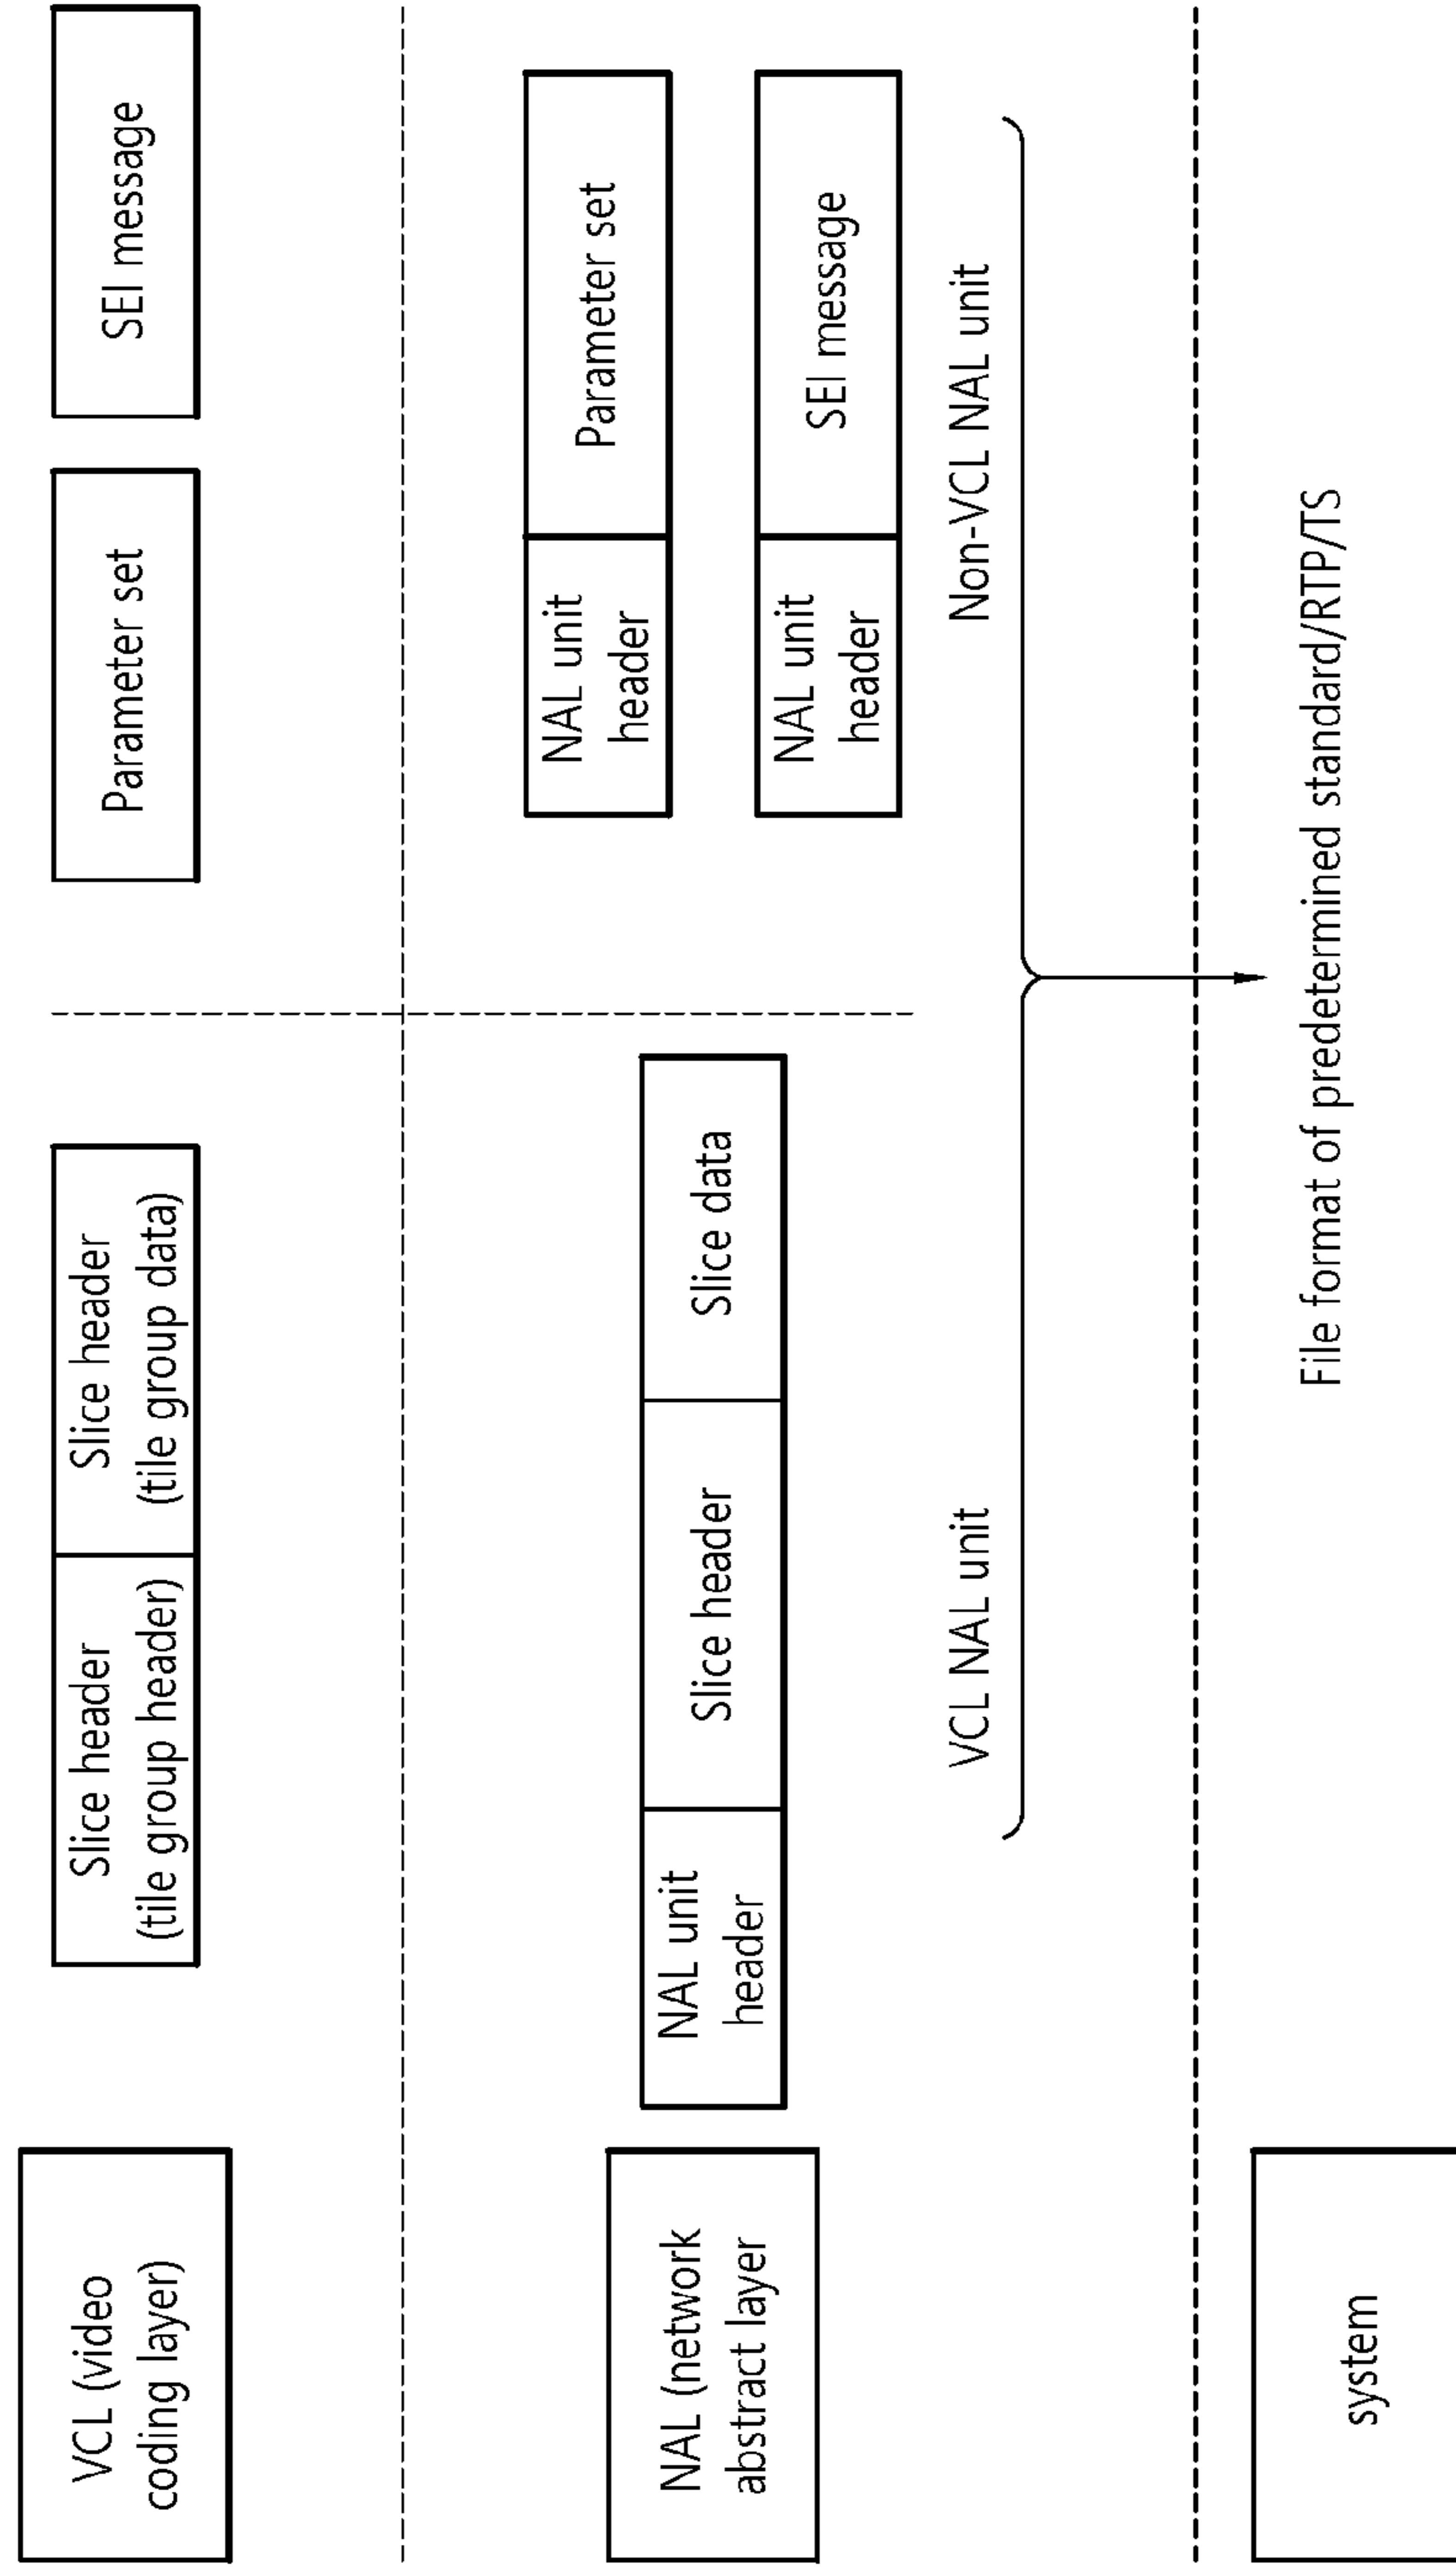 VCL (video
coding layer)
Slice header
(tile group header)
Slice header
(tile group data)
Parameter set
SEI message
NAL (network
abstract layer
NAL unit
header
Slice header
Slice data
NAL unit
header
Parameter set
NAL unit
header
SEI message
VCL NAL unit
Non-VCL NAL unit
system
File format of predetermined standard/RTP/TS